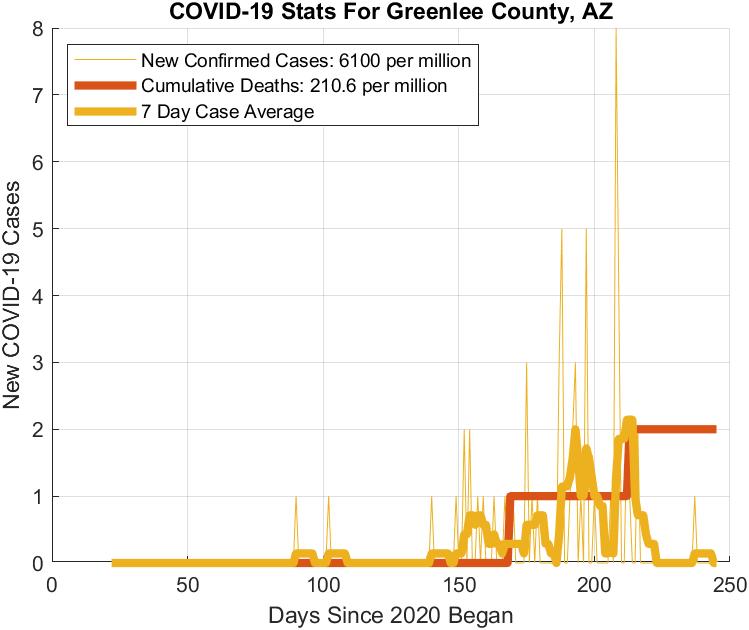 COVID-19 Stats For Greenlee County, AZ
New Confirmed Cases: 6100 per million
Cumulative Deaths: 210.6 per million
7 Day Case Average
New COVID-19 Cases
8
7
6
5
4
3
2
1
0
0 50 100 150 200 250
Days Since 2020 Began